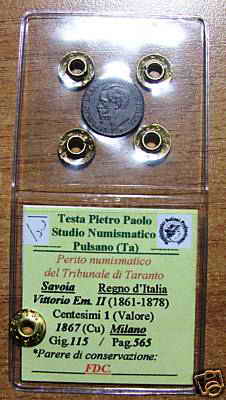 Testa Pietro Paolo
Studio Numismatico
Pulsano (Ta)
Perito numismatico
del Tribunale di Taranto
Savoia Regno d'Italia
Vittorio Em. II (1861-1878)
Centesimi 1 (Valore)
1867 (Cu) Milano
Gig.115 / Pag.565
*Parere di conservazione:
FDC.